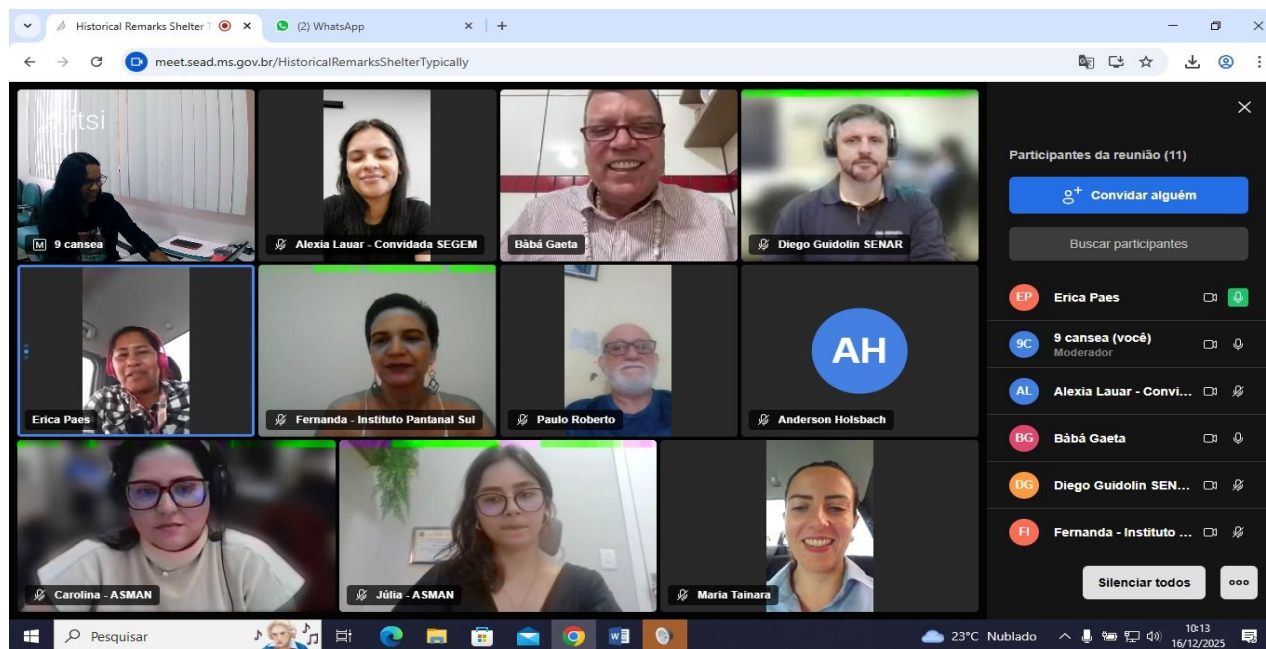 Historical Remarks Shelter T
(2) WhatsApp
meet.sead.ms.gov.br/HistoricalRemarksShelterTypically
jitsi
M 9 cansea
Alexia Lauar - Convidada SEGEM
Bàbá Gaeta
Diego Guidolin SENAR
Erica Paes
Fernanda - Instituto Pantanal Sul
Paulo Roberto
AH
Anderson Holsbach
Carolina - ASMAN
Júlia - ASMAN
Maria Tainara
Participantes da reunião (11)
Convidar alguém
Buscar participantes
EP Erica Paes
9C 9 cansea (você)
Moderador
AL Alexia Lauar - Convi...
BG Bàbá Gaeta
DG Diego Guidolin SEN...
FI Fernanda - Instituto ...
Silenciar todos
Pesquisar
23°C Nublado
10:13
16/12/2025